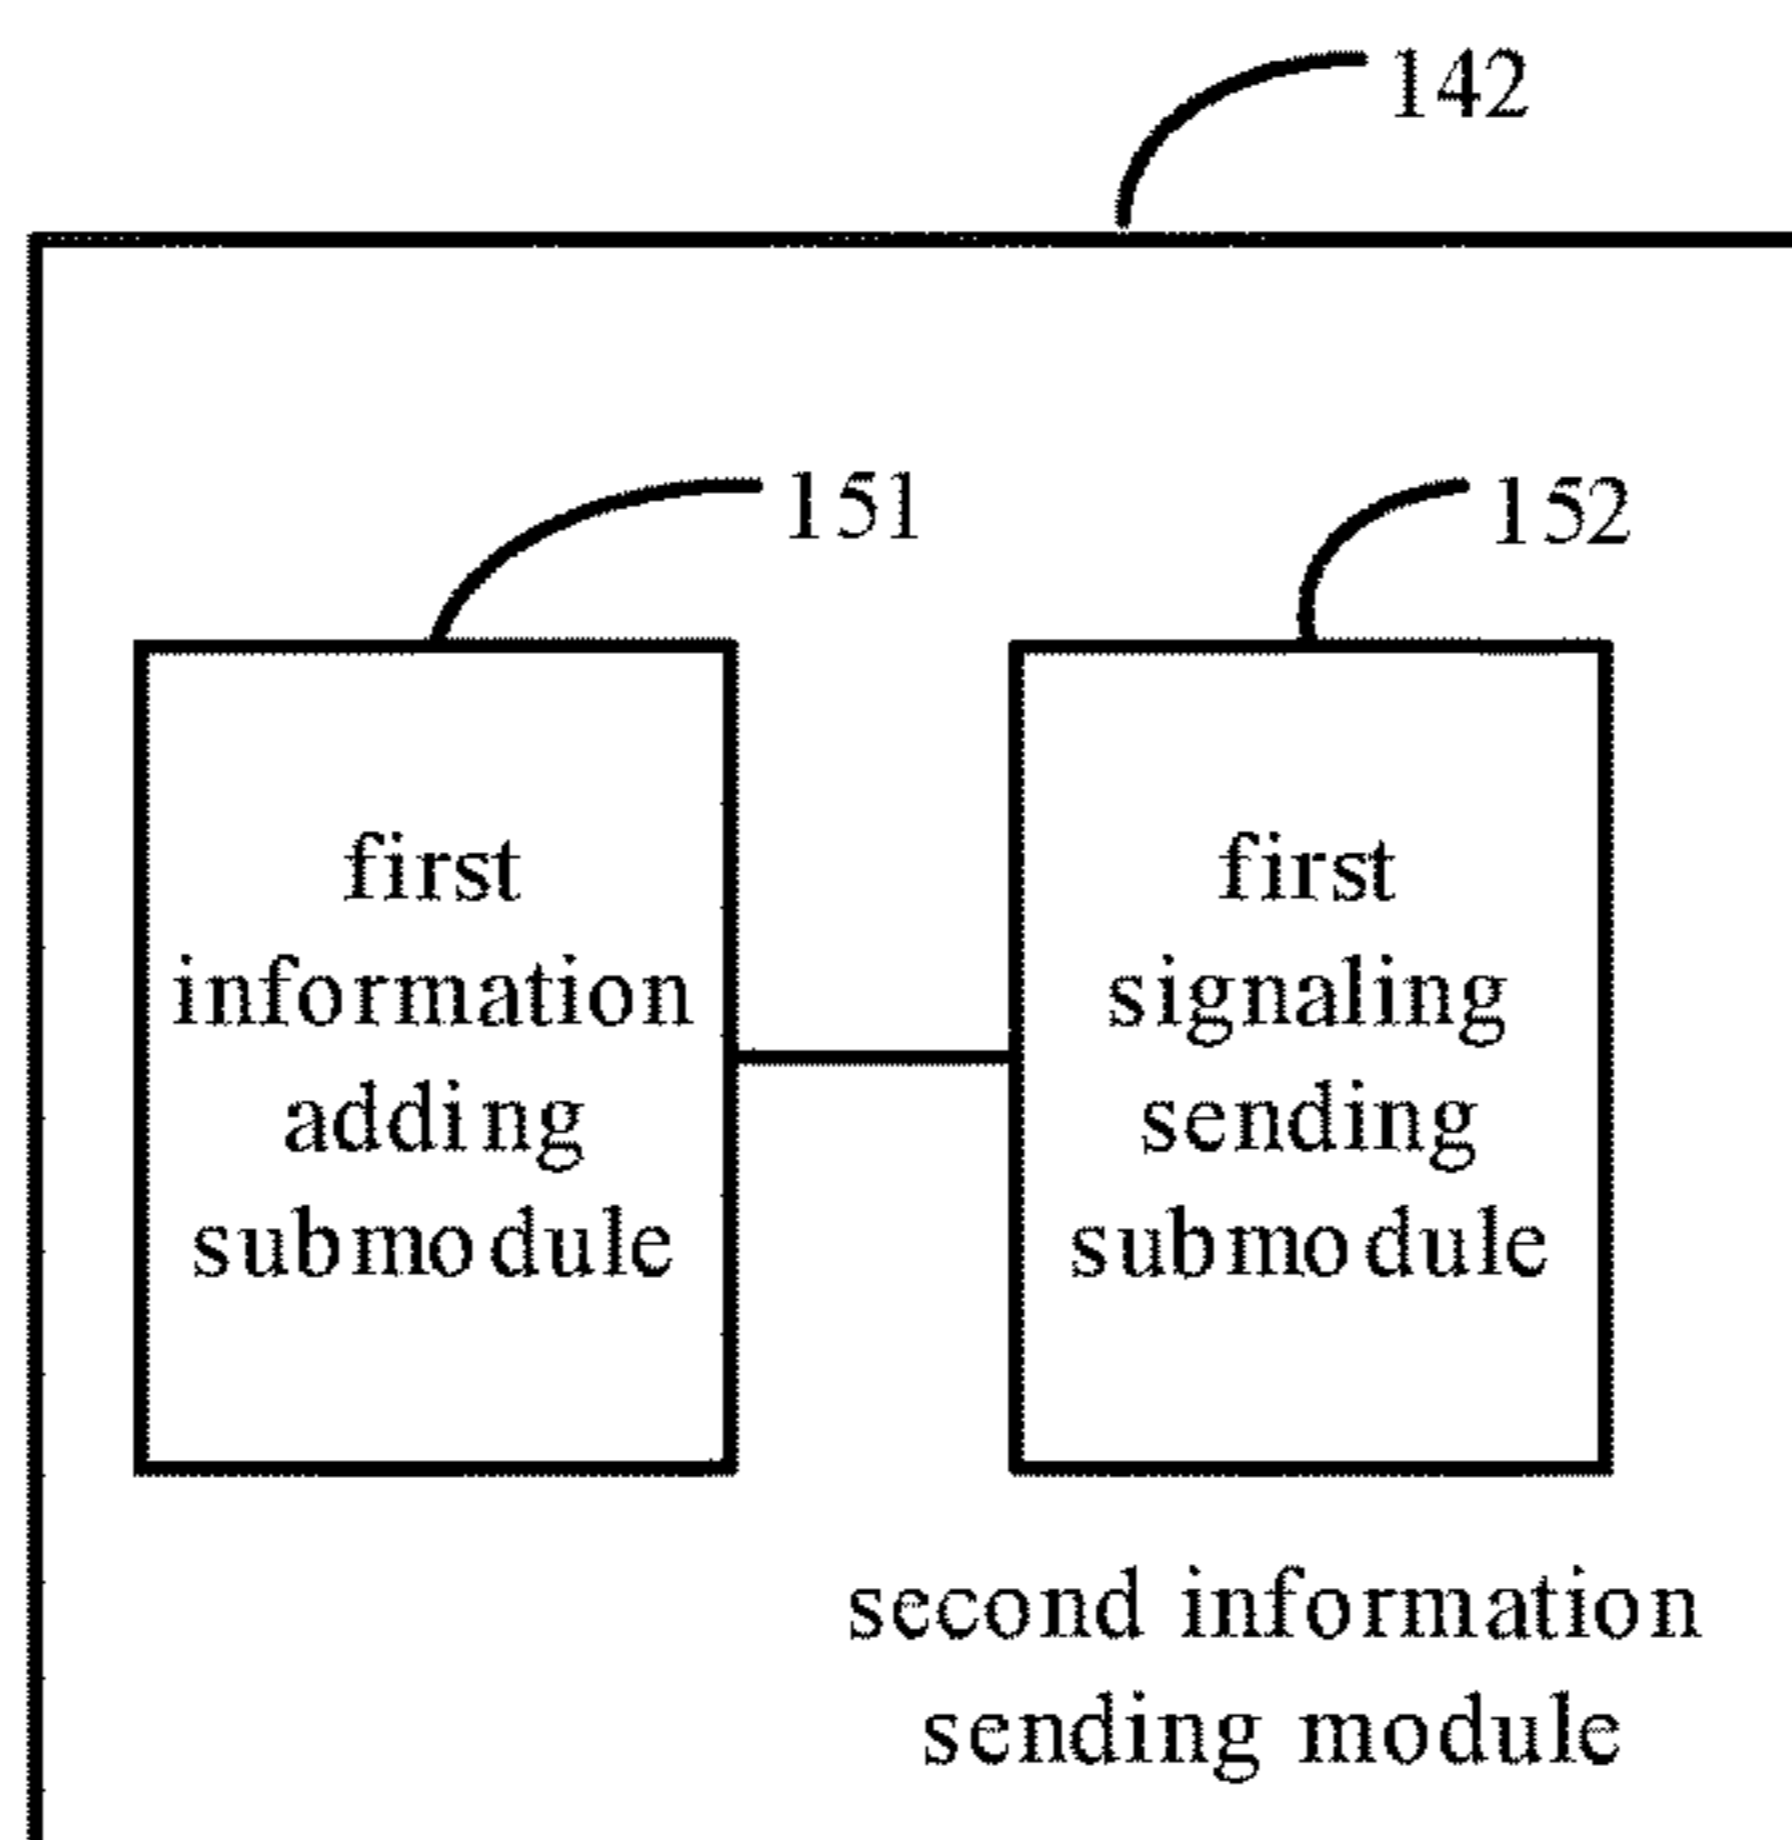 142
151
152
first
information
adding
submodule
first
signaling
sending
submodule
second information
sending module